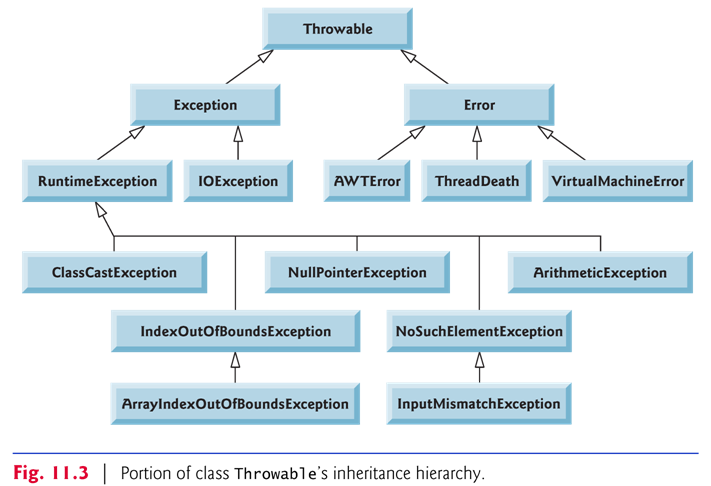 Throwable
Exception
Error
RuntimeException
IOException
AWTError
ThreadDeath
VirtualMachineError
ClassCastException
NullPointerException
ArithmeticException
IndexOutOfBoundsException
NoSuchElementException
ArrayIndexOutOfBoundsException
InputMismatchException
Fig. 11.3 | Portion of class Throwable’s inheritance hierarchy.